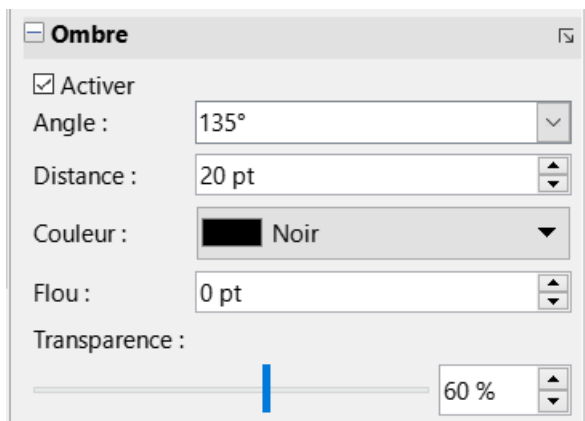 Ombre
Activer
Angle : 135°
Distance : 20 pt
Couleur : Noir
Flou : 0 pt
Transparence :
60 %